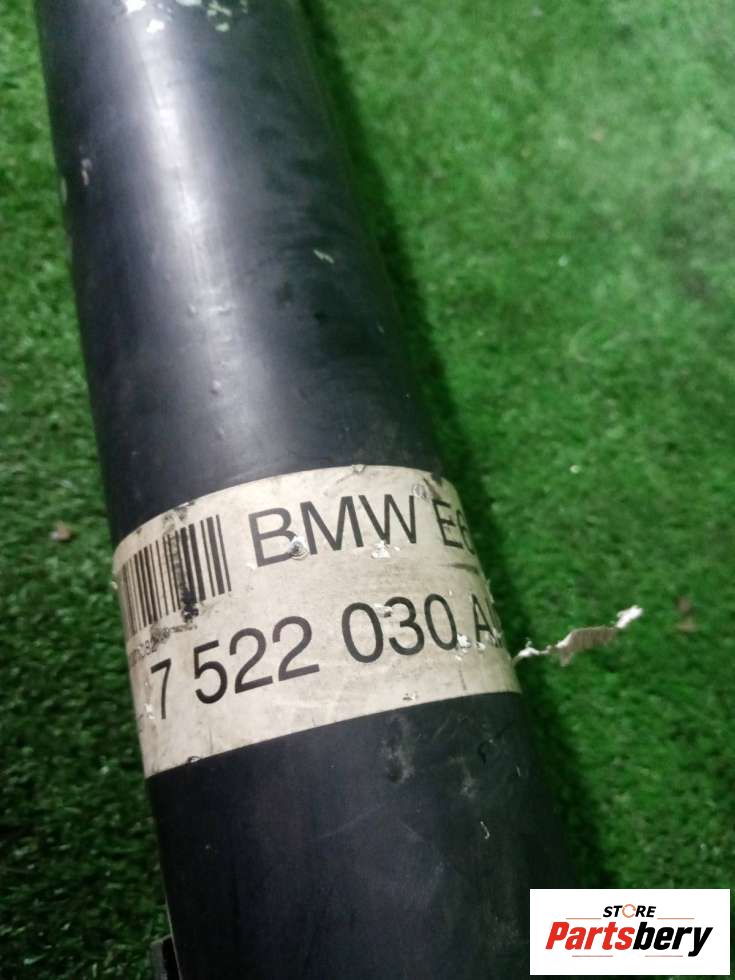 BMW E6
7 522 030 A
STORE
Partsbery